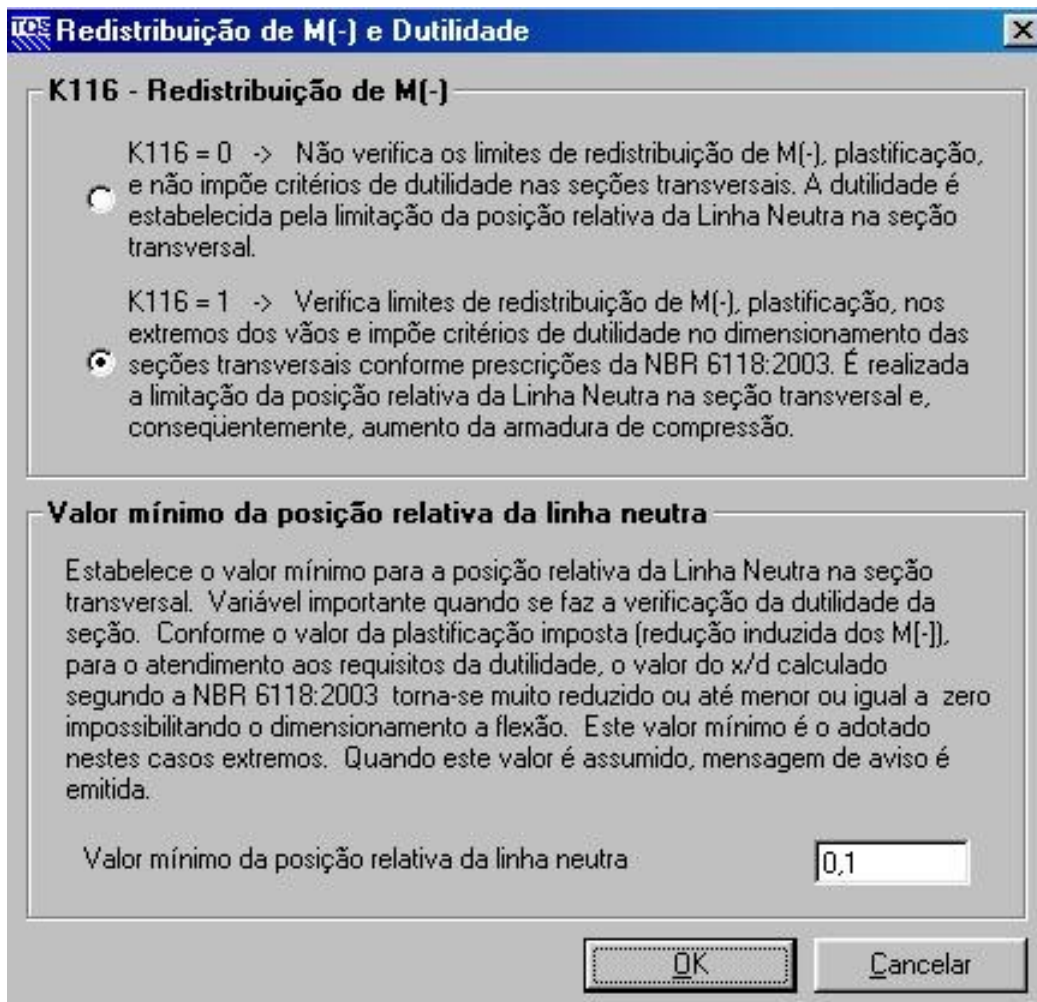 TQS Redistribuição de M(-) e Dutilidade
K116 - Redistribuição de M(-)
K116 = 0 -> Não verifica os limites de redistribuição de M(-), plastificação,
e não impõe critérios de dutilidade nas seções transversais. A dutilidade é
estabelecida pela limitação da posição relativa da Linha Neutra na seção
transversal.
K116 = 1 -> Verifica limites de redistribuição de M(-), plastificação, nos
extremos dos vãos e impõe critérios de dutilidade no dimensionamento das
seções transversais conforme prescrições da NBR 6118:2003. É realizada
a limitação da posição relativa da Linha Neutra na seção transversal e,
conseqüentemente, aumento da armadura de compressão.
Valor mínimo da posição relativa da linha neutra
Estabelece o valor mínimo para a posição relativa da Linha Neutra na seção
transversal. Variável importante quando se faz a verificação da dutilidade da
seção. Conforme o valor da plastificação imposta (redução induzida dos M[-]),
para o atendimento aos requisitos da dutilidade, o valor do x/d calculado
segundo a NBR 6118:2003 torna-se muito reduzido ou até menor ou igual a zero
impossibilitando o dimensionamento a flexão. Este valor mínimo é o adotado
nestes casos extremos. Quando este valor é assumido, mensagem de aviso é
emitida.
Valor mínimo da posição relativa da linha neutra 0,1
OK Cancelar